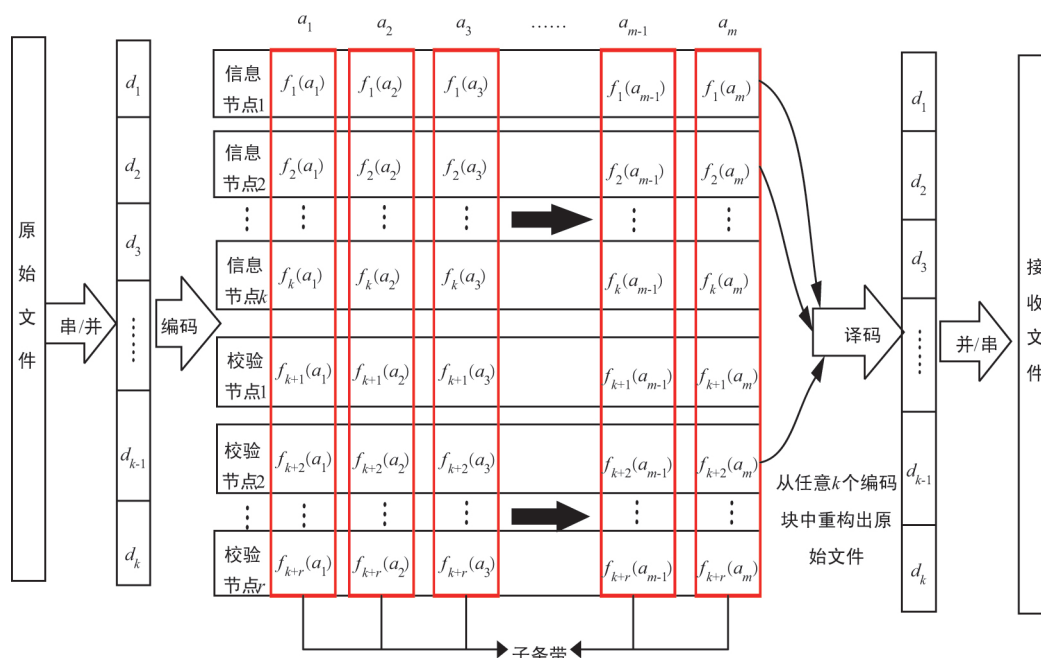 a₁ a₂ a₃ …… aₘ₋₁ aₘ
原始文件
串/并
d₁
d₂
d₃
⋮
dₖ₋₁
dₖ
编码
信息节点1 f₁(a₁) f₁(a₂) f₁(a₃) f₁(aₘ₋₁) f₁(aₘ)
信息节点2 f₂(a₁) f₂(a₂) f₂(a₃) f₂(aₘ₋₁) f₂(aₘ)
⋮ ⋮ ⋮ ⋮ ⋮ ⋮
信息节点k fₖ(a₁) fₖ(a₂) fₖ(a₃) fₖ(aₘ₋₁) fₖ(aₘ)
校验节点1 fₖ₊₁(a₁) fₖ₊₁(a₂) fₖ₊₁(a₃) fₖ₊₁(aₘ₋₁) fₖ₊₁(aₘ)
校验节点2 fₖ₊₂(a₁) fₖ₊₂(a₂) fₖ₊₂(a₃) fₖ₊₂(aₘ₋₁) fₖ₊₂(aₘ)
⋮ ⋮ ⋮ ⋮ ⋮ ⋮
校验节点r fₖ₊ᵣ(a₁) fₖ₊ᵣ(a₂) fₖ₊ᵣ(a₃) fₖ₊ᵣ(aₘ₋₁) fₖ₊ᵣ(aₘ)
子条带
译码
从任意k个编码
块中重构出原
始文件
d₁
d₂
d₃
⋮
dₖ₋₁
dₖ
并/串
接收文件